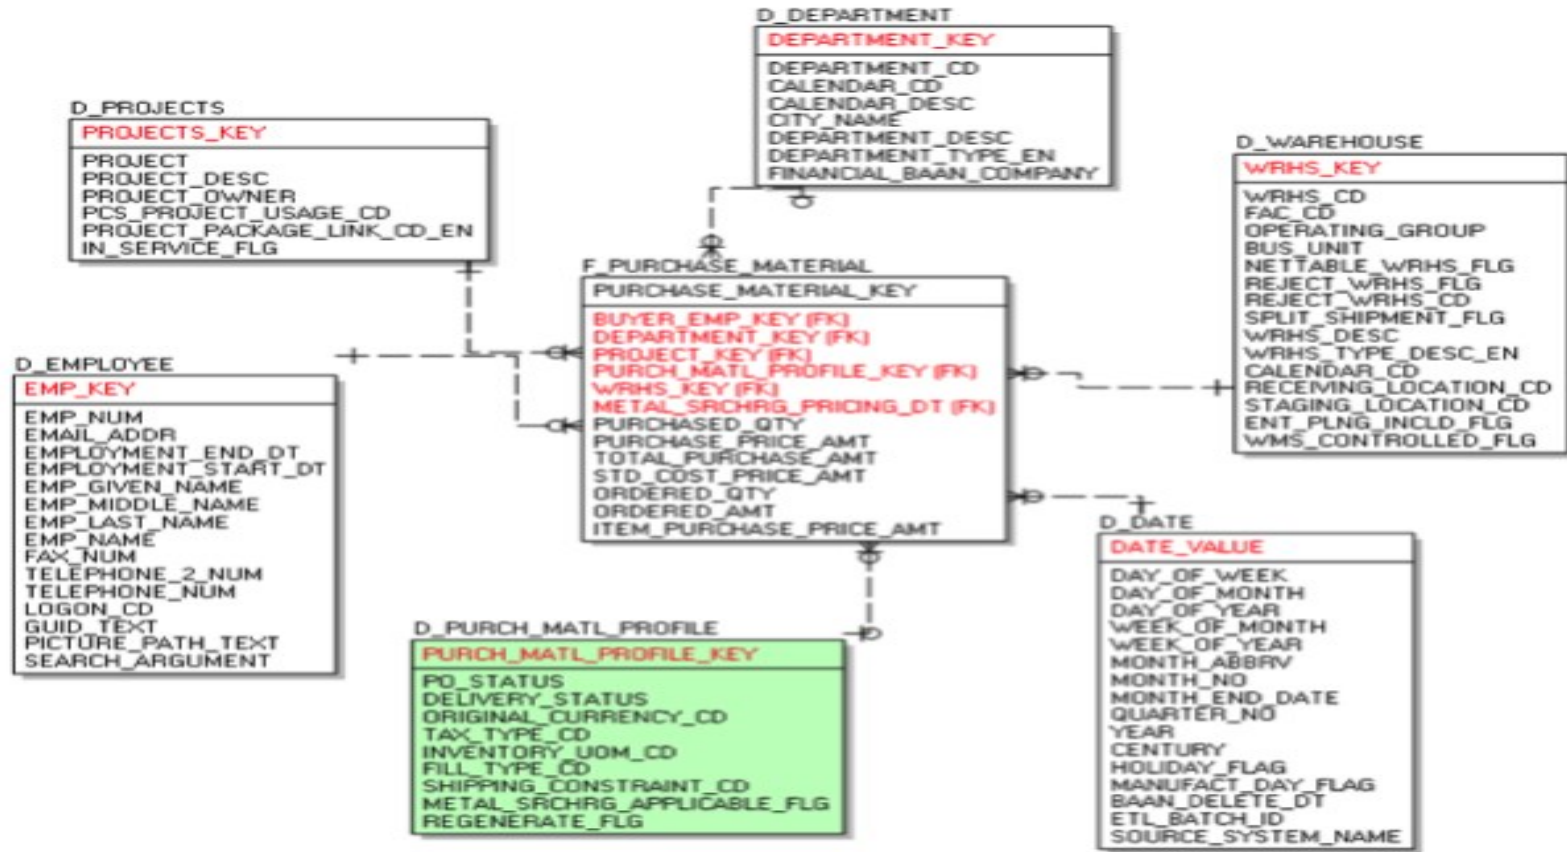 D_DEPARTMENT
DEPARTMENT_KEY
DEPARTMENT_CD
CALENDAR_CD
CALENDAR_DESC
CITY_NAME
DEPARTMENT_DESC
DEPARTMENT_TYPE_EN
FINANCIAL_BAAN_COMPANY
D_PROJECTS
PROJECTS_KEY
PROJECT
PROJECT_DESC
PROJECT_OWNER
PCS_PROJECT_USAGE_CD
PROJECT_PACKAGE_LINK_CD_EN
IN_SERVICE_FLG
D_WAREHOUSE
WRHS_KEY
WRHS_CD
FAC_CD
OPERATING_GROUP
BUS_UNIT
NETTABLE_WRHS_FLG
REJECT_WRHS_FLG
REJECT_WRHS_CD
SPLIT_SHIPMENT_FLG
WRHS_DESC
WRHS_TYPE_DESC_EN
CALENDAR_CD
RECEIVING_LOCATION_CD
STAGING_LOCATION_CD
ENT_PLNG_INCLD_FLG
WMS_CONTROLLED_FLG
F_PURCHASE_MATERIAL
PURCHASE_MATERIAL_KEY
BUYER_EMP_KEY (FK)
DEPARTMENT_KEY (FK)
PROJECT_KEY (FK)
PURCH_MATL_PROFILE_KEY (FK)
WRHS_KEY (FK)
METAL_SRCHRG_PRICING_DT (FK)
PURCHASED_QTY
PURCHASE_PRICE_AMT
TOTAL_PURCHASE_AMT
STD_COST_PRICE_AMT
ORDERED_QTY
ORDERED_AMT
ITEM_PURCHASE_PRICE_AMT
D_EMPLOYEE
EMP_KEY
EMP_NUM
EMAIL_ADDR
EMPLOYMENT_END_DT
EMPLOYMENT_START_DT
EMP_GIVEN_NAME
EMP_MIDDLE_NAME
EMP_LAST_NAME
EMP_NAME
FAX_NUM
TELEPHONE_2_NUM
TELEPHONE_NUM
LOGON_CD
GUID_TEXT
PICTURE_PATH_TEXT
SEARCH_ARGUMENT
D_PURCH_MATL_PROFILE
PURCH_MATL_PROFILE_KEY
PO_STATUS
DELIVERY_STATUS
ORIGINAL_CURRENCY_CD
TAX_TYPE_CD
INVENTORY_UOM_CD
FILL_TYPE_CD
SHIPPING_CONSTRAINT_CD
METAL_SRCHRG_APPLICABLE_FLG
REGENERATE_FLG
D_DATE
DATE_VALUE
DAY_OF_WEEK
DAY_OF_MONTH
DAY_OF_YEAR
WEEK_OF_MONTH
WEEK_OF_YEAR
MONTH_ABBRV
MONTH_NO
MONTH_END_DATE
QUARTER_NO
YEAR
CENTURY
HOLIDAY_FLAG
MANUFACT_DAY_FLAG
BAAN_DELETE_DT
ETL_BATCH_ID
SOURCE_SYSTEM_NAME